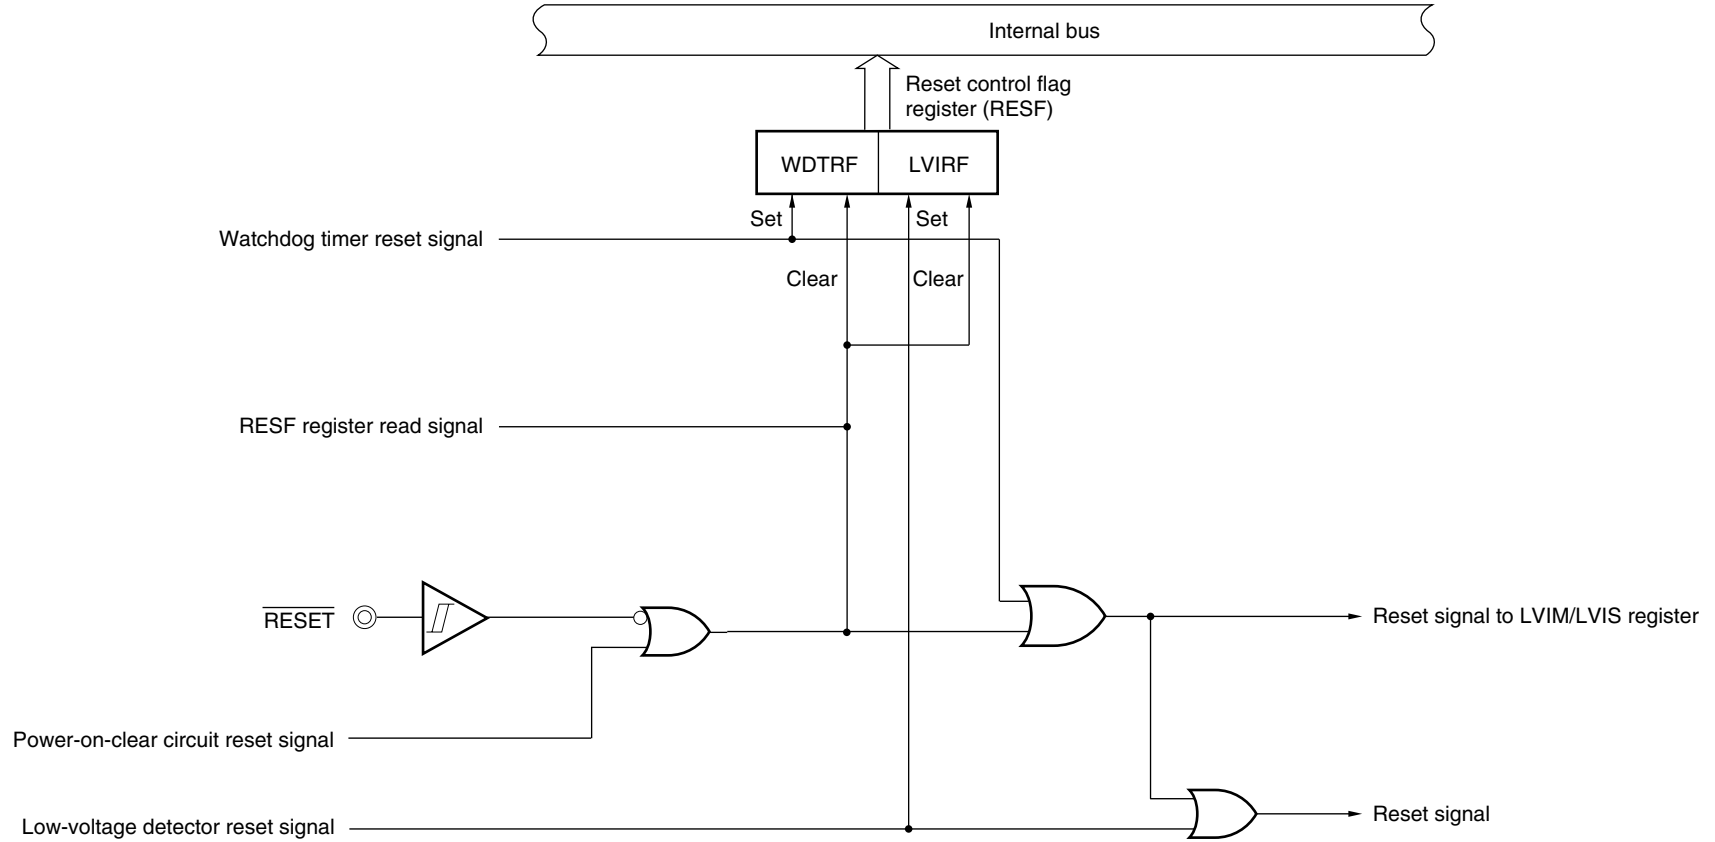 Internal bus
Reset control flag
register (RESF)
WDTRF
LVIRF
Set
Set
Watchdog timer reset signal
Clear
Clear
RESF register read signal
RESET
Reset signal to LVIM/LVIS register
Power-on-clear circuit reset signal
Low-voltage detector reset signal
Reset signal